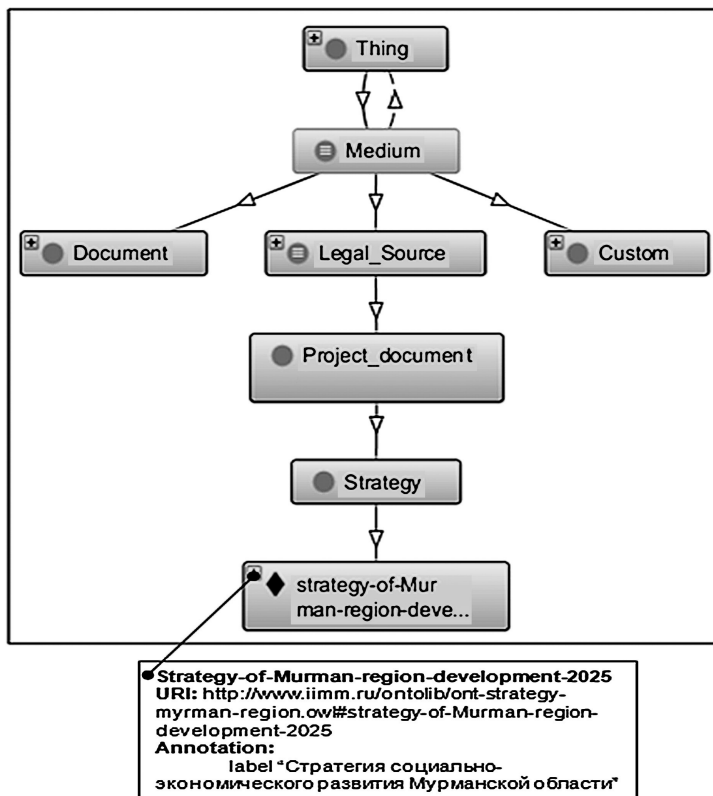 Thing
Medium
Document
Legal_Source
Custom
Project_document
Strategy
strategy-of-Mur
man-region-deve...
Strategy-of-Murman-region-development-2025
URI: http://www.iimm.ru/ontolib/ont-strategy-
myrman-region.owl#strategy-of-Murman-region-
development-2025
Annotation:
label "Стратегия социально-
экономического развития Мурманской области"